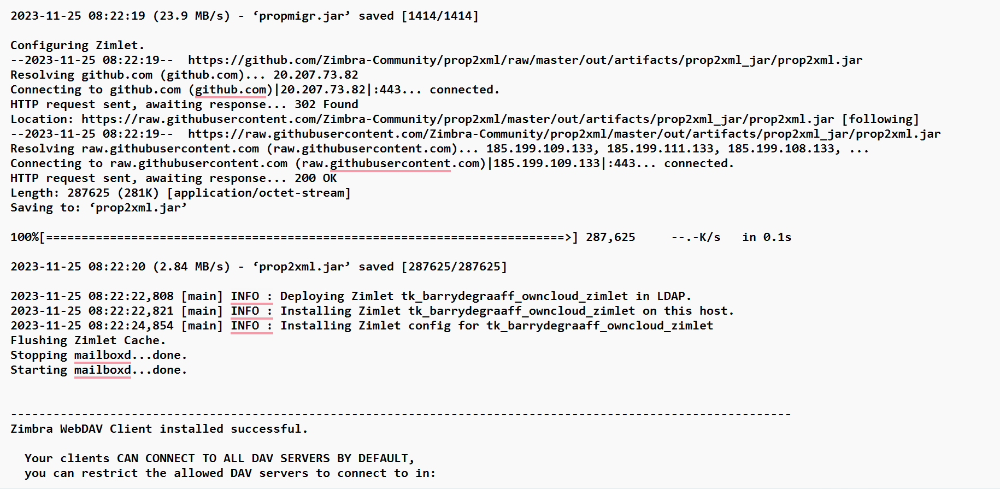 2023-11-25 08:22:19 (23.9 MB/s) - ‘propmigr.jar’ saved [1414/1414]
Configuring Zimlet.
--2023-11-25 08:22:19--  https://github.com/Zimbra-Community/prop2xml/raw/master/out/artifacts/prop2xml_jar/prop2xml.jar
Resolving github.com (github.com)... 20.207.73.82
Connecting to github.com (github.com)|20.207.73.82|:443... connected.
HTTP request sent, awaiting response... 302 Found
Location: https://raw.githubusercontent.com/Zimbra-Community/prop2xml/master/out/artifacts/prop2xml_jar/prop2xml.jar [following]
--2023-11-25 08:22:19--  https://raw.githubusercontent.com/Zimbra-Community/prop2xml/master/out/artifacts/prop2xml_jar/prop2xml.jar
Resolving raw.githubusercontent.com (raw.githubusercontent.com)... 185.199.109.133, 185.199.111.133, 185.199.108.133, ...
Connecting to raw.githubusercontent.com (raw.githubusercontent.com)|185.199.109.133|:443... connected.
HTTP request sent, awaiting response... 200 OK
Length: 287625 (281K) [application/octet-stream]
Saving to: ‘prop2xml.jar’
100%[=========================================================================>] 287,625     --.-K/s   in 0.1s
2023-11-25 08:22:20 (2.84 MB/s) - ‘prop2xml.jar’ saved [287625/287625]
2023-11-25 08:22:22,808 [main] INFO : Deploying Zimlet tk_barrydegraaff_owncloud_zimlet in LDAP.
2023-11-25 08:22:22,821 [main] INFO : Installing Zimlet tk_barrydegraaff_owncloud_zimlet on this host.
2023-11-25 08:22:24,854 [main] INFO : Installing Zimlet config for tk_barrydegraaff_owncloud_zimlet
Flushing Zimlet Cache.
Stopping mailboxd...done.
Starting mailboxd...done.
--------------------------------------------------------------------------------------------------------------
Zimbra WebDAV Client installed successful.
  Your clients CAN CONNECT TO ALL DAV SERVERS BY DEFAULT,
  you can restrict the allowed DAV servers to connect to in: